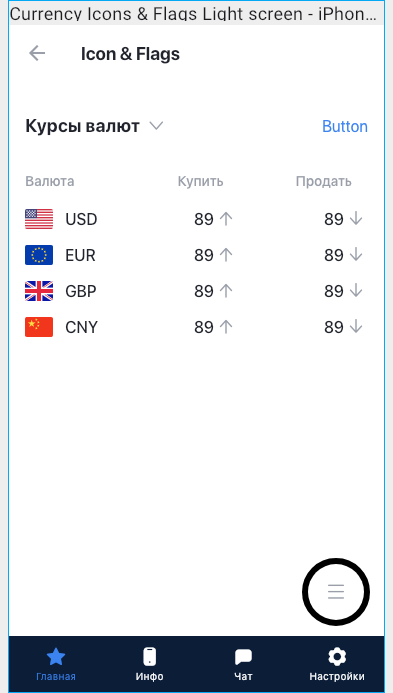 Currency Icons & Flags Light screen - iPhon...
Icon & Flags
Курсы валют Button
Валюта Купить Продать
USD 89 89
EUR 89 89
GBP 89 89
CNY 89 89
Главная Инфо Чат Настройки